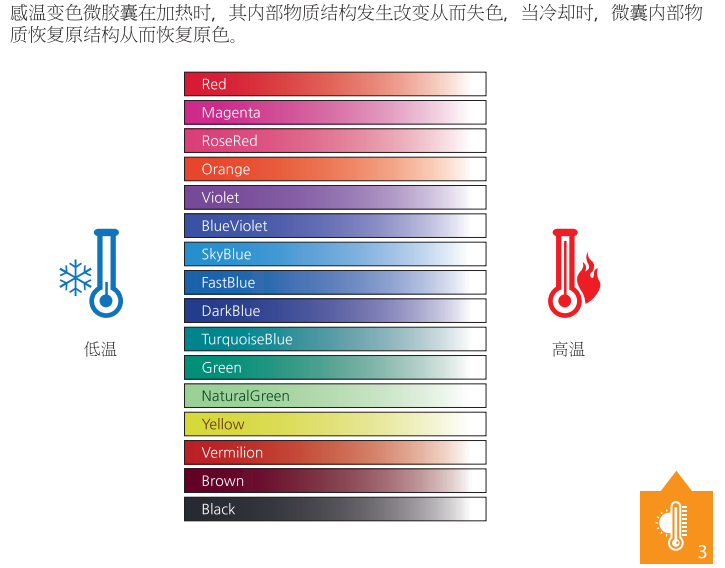 感温变色微胶囊在加热时，其内部物质结构发生改变从而失色，当冷却时，微囊内部物
质恢复原结构从而恢复原色。
Red
Magenta
RoseRed
Orange
Violet
BlueViolet
SkyBlue
FastBlue
DarkBlue
TurquoiseBlue
Green
NaturalGreen
Yellow
Vermilion
Brown
Black
低温
高温
3